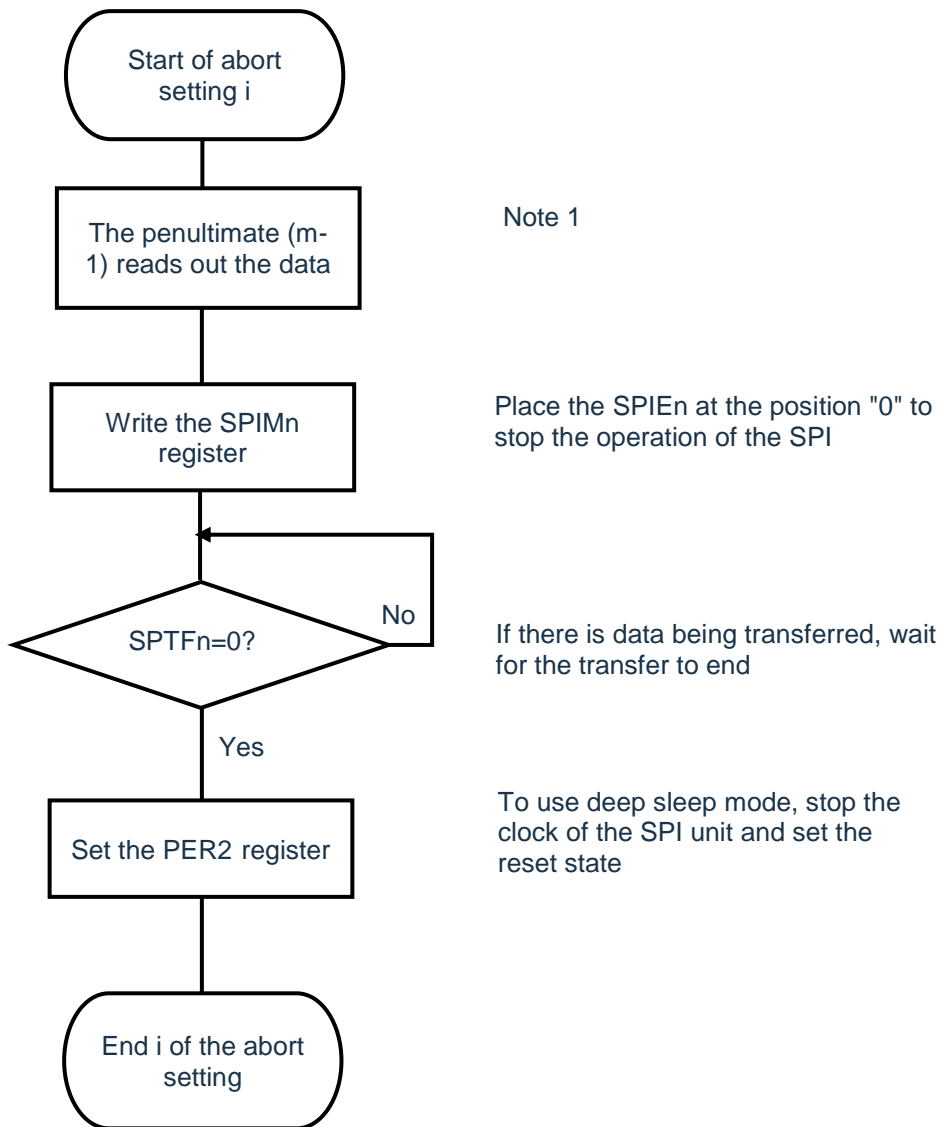 Start of abort
setting i
The penultimate (m-
1) reads out the data
Note 1
Write the SPIMn
register
Place the SPIEn at the position "0" to
stop the operation of the SPI
No
SPTFn=0?
If there is data being transferred, wait
for the transfer to end
Yes
Set the PER2 register
To use deep sleep mode, stop the
clock of the SPI unit and set the
reset state
End i of the abort
setting